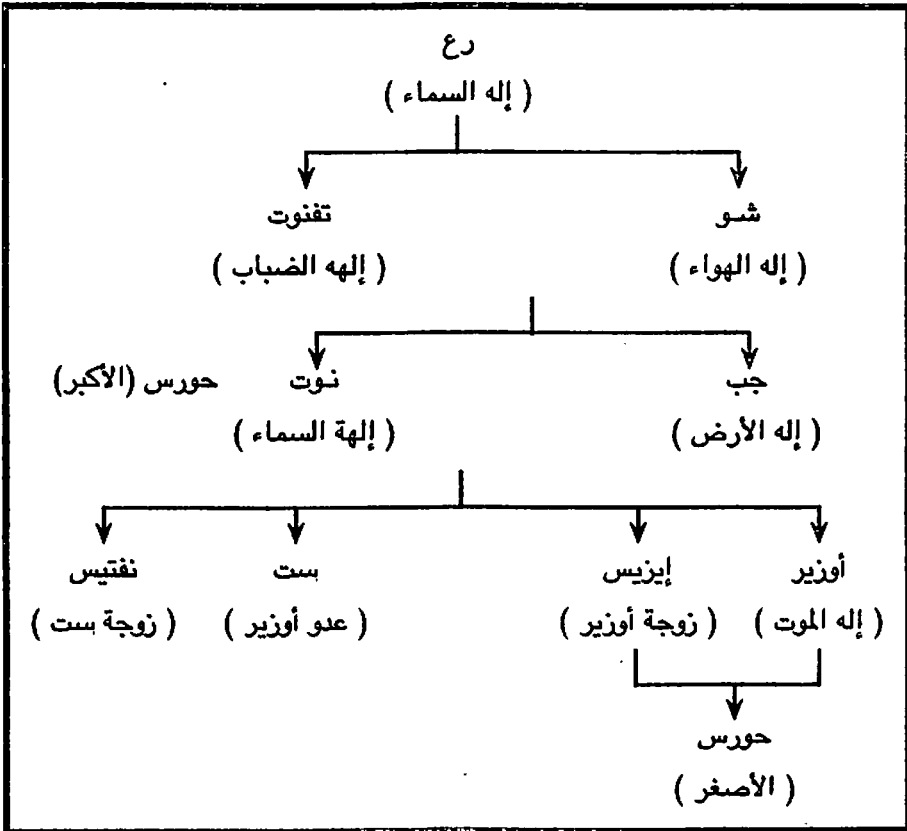 رع
( إله السماء )
شو تفنوت
( إله الهواء ) ( إلهه الضباب )
جب نوت حورس (الأكبر)
( إله الأرض ) ( إلهة السماء )
أوزير إيزيس ست نفتيس
( إله الموت ) ( زوجة أوزير ) ( عدو أوزير ) ( زوجة ست )
حورس
( الأصغر )